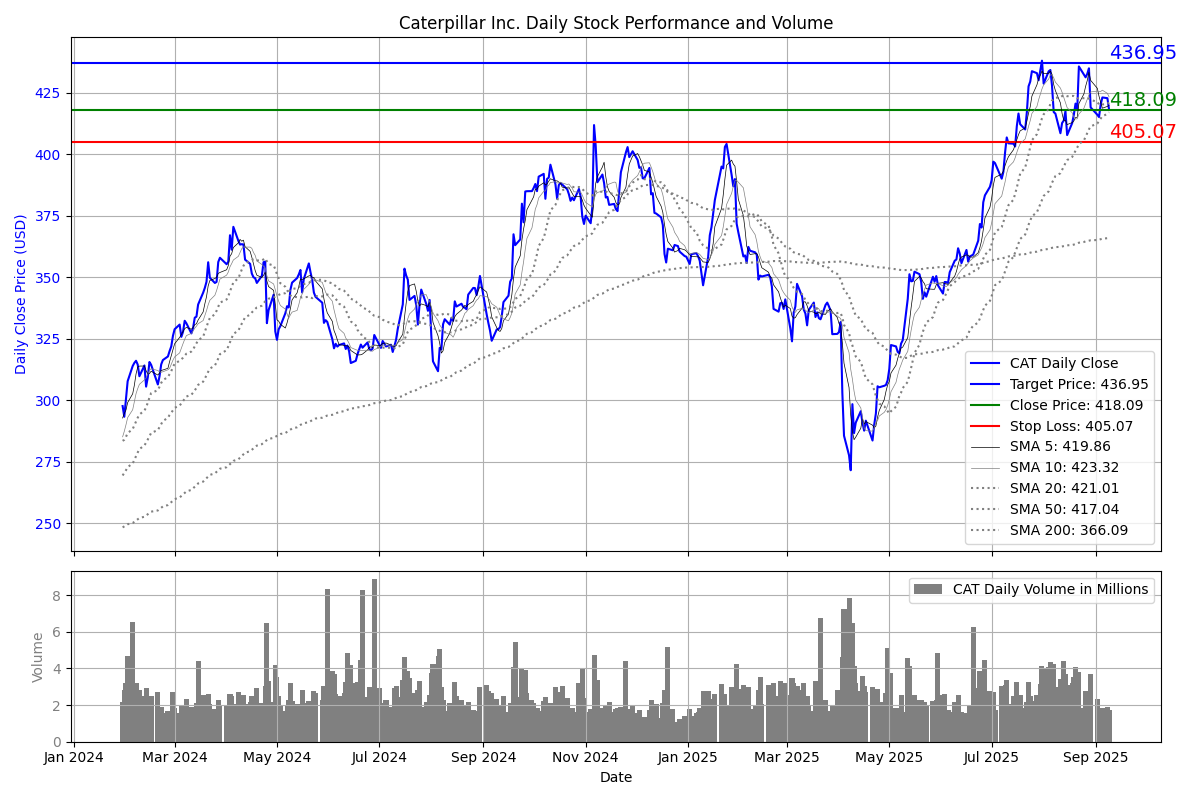 Caterpillar Inc. Daily Stock Performance and Volume
436.95
418.09
405.07
Daily Close Price (USD)
425
400
375
350
325
300
275
250
CAT Daily Close
Target Price: 436.95
Close Price: 418.09
Stop Loss: 405.07
SMA 5: 419.86
SMA 10: 423.32
SMA 20: 421.01
SMA 50: 417.04
SMA 200: 366.09
CAT Daily Volume in Millions
Volume
8
6
4
2
0
Jan 2024 Mar 2024 May 2024 Jul 2024 Sep 2024 Nov 2024 Jan 2025 Mar 2025 May 2025 Jul 2025 Sep 2025
Date